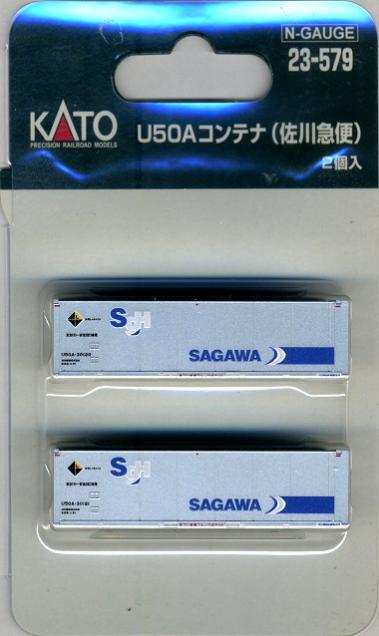 N-GAUGE
23-579
KATO
PRECISION RAILROAD MODELS
U50Aコンテナ（佐川急便）
2個入
SGH
SAGAWA
SGH
SAGAWA